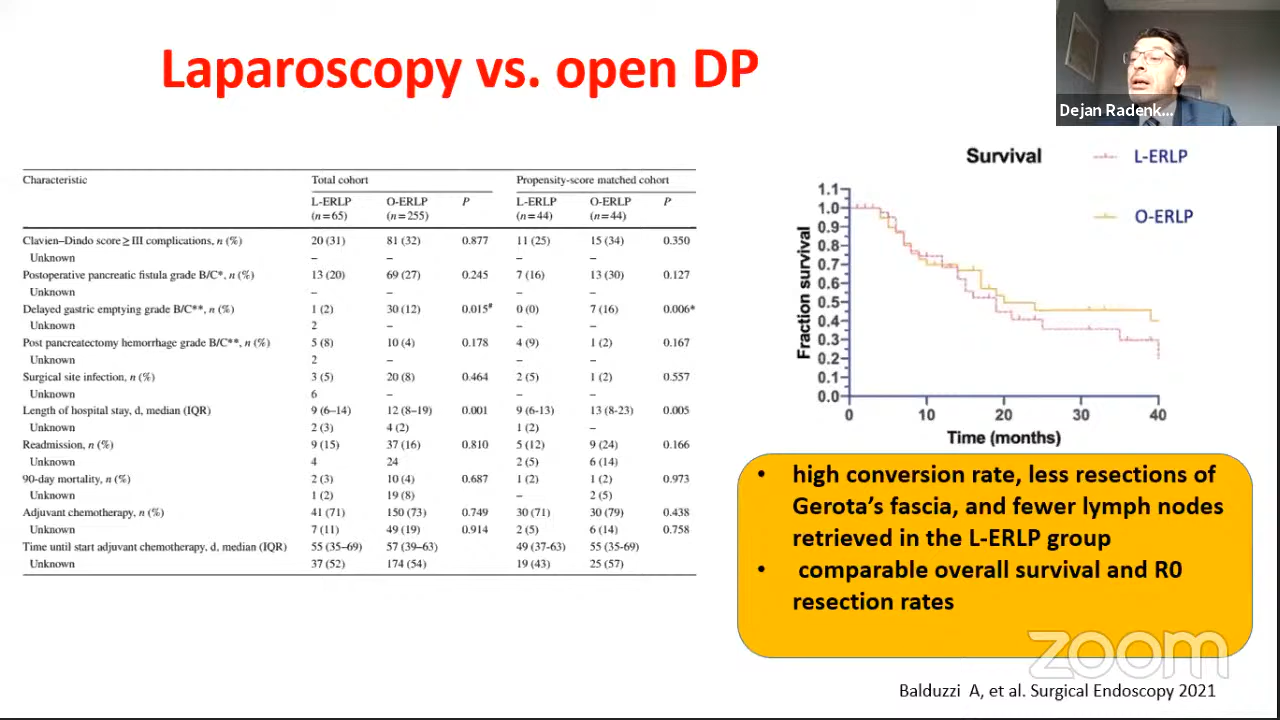 Laparoscopy vs. open DP
Dejan Radenk...
Characteristic Total cohort Propensity-score matched cohort
L-ERLP O-ERLP P L-ERLP O-ERLP P
(n=65) (n=255) (n=44) (n=44)
Clavien–Dindo score ≥ III complications, n (%) 20 (31) 81 (32) 0.877 11 (25) 15 (34) 0.350
Unknown – – – –
Postoperative pancreatic fistula grade B/C*, n (%) 13 (20) 69 (27) 0.245 7 (16) 13 (30) 0.127
Unknown – – – –
Delayed gastric emptying grade B/C**, n (%) 1 (2) 30 (12) 0.015# 0 (0) 7 (16) 0.006*
Unknown 2 – – –
Post pancreatectomy hemorrhage grade B/C**, n (%) 5 (8) 10 (4) 0.178 4 (9) 1 (2) 0.167
Unknown 2 – – –
Surgical site infection, n (%) 3 (5) 20 (8) 0.464 2 (5) 1 (2) 0.557
Unknown 6 – – –
Length of hospital stay, d, median (IQR) 9 (6–14) 12 (8–19) 0.001 9 (6-13) 13 (8-23) 0.005
2 (3) 4 (2) 1 (2) –
Readmission, n (%) 9 (15) 37 (16) 0.810 5 (12) 9 (24) 0.166
Unknown 4 24 2 (5) 6 (14)
90-day mortality, n (%) 2 (3) 10 (4) 0.687 1 (2) 1 (2) 0.973
Unknown 1 (2) 19 (8) – 2 (5)
Adjuvant chemotherapy, n (%) 41 (71) 150 (73) 0.749 30 (71) 30 (79) 0.438
Unknown 7 (11) 49 (19) 0.914 2 (5) 6 (14) 0.758
Time until start adjuvant chemotherapy, d, median (IQR) 55 (35–69) 57 (39–63) 49 (37-63) 55 (35-69)
Unknown 37 (52) 174 (54) 19 (43) 25 (57)
Survival
L-ERLP
O-ERLP
Fraction survival
1.1
1.0
0.9
0.8
0.7
0.6
0.5
0.4
0.3
0.2
0.1
0.0
0 10 20 30 40
Time (months)
• high conversion rate, less resections of
Gerota's fascia, and fewer lymph nodes
retrieved in the L-ERLP group
• comparable overall survival and R0
resection rates
zoom
Balduzzi A, et al. Surgical Endoscopy 2021